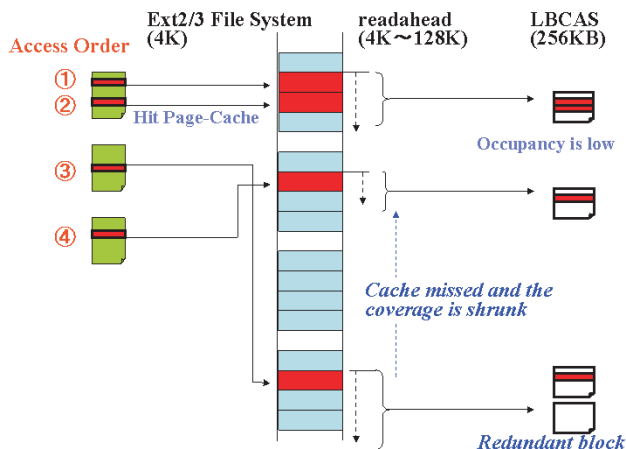 Ext2/3 File System
(4K)
readahead
(4K〜128K)
LBCAS
(256KB)
Access Order
①
②
Hit Page-Cache
Occupancy is low
③
④
Cache missed and the
coverage is shrunk
Redundant block